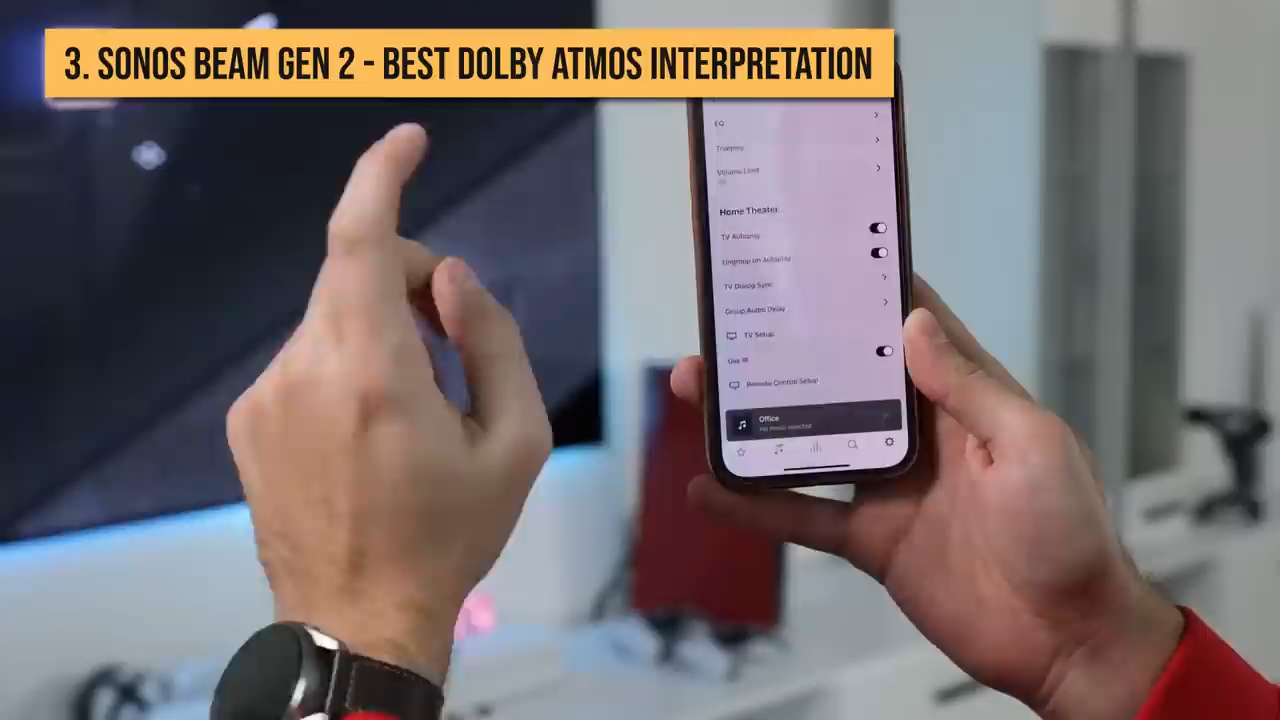 3. SONOS BEAM GEN 2 - BEST DOLBY ATMOS INTERPRETATION
EQ
Trueplay
Volume Limit
Home Theater
TV Autoplay
Ungroup on Autoplay
TV Dialog Sync
Group Audio Delay
TV Setup
Use IR
Remote Control Setup
Office
No music selected